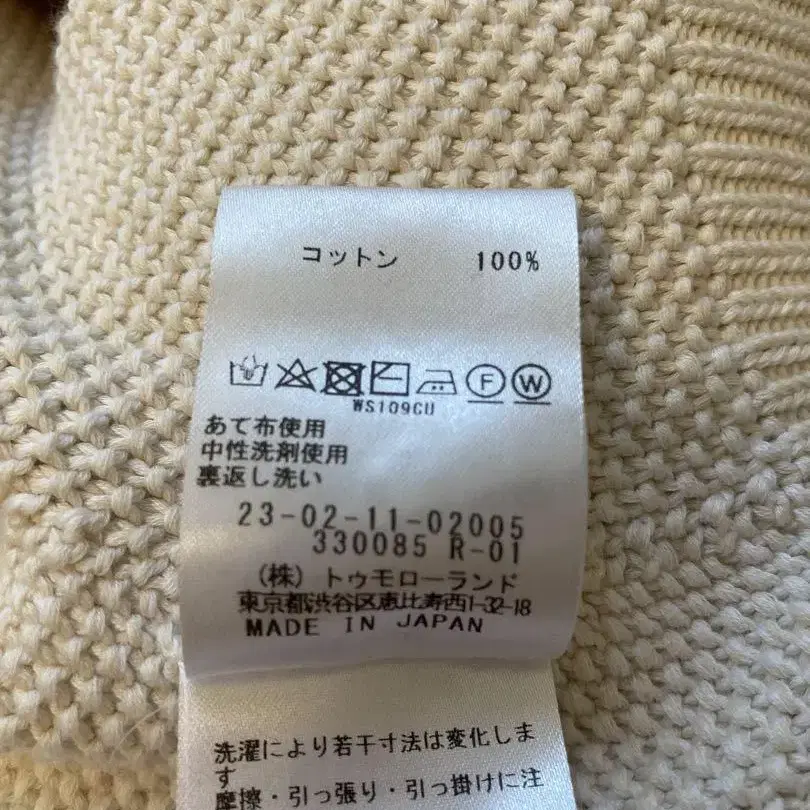 コットン 100%
F W
WS109CU
あて布使用
中性洗剤使用
裏返し洗い
23-02-11-02005
330085 R-01
(株) トゥモローランド
東京都渋谷区恵比寿西1-32-18
MADE IN JAPAN
洗濯により若干寸法は変化しま
す
摩擦・引っ張り・引っ掛けに注